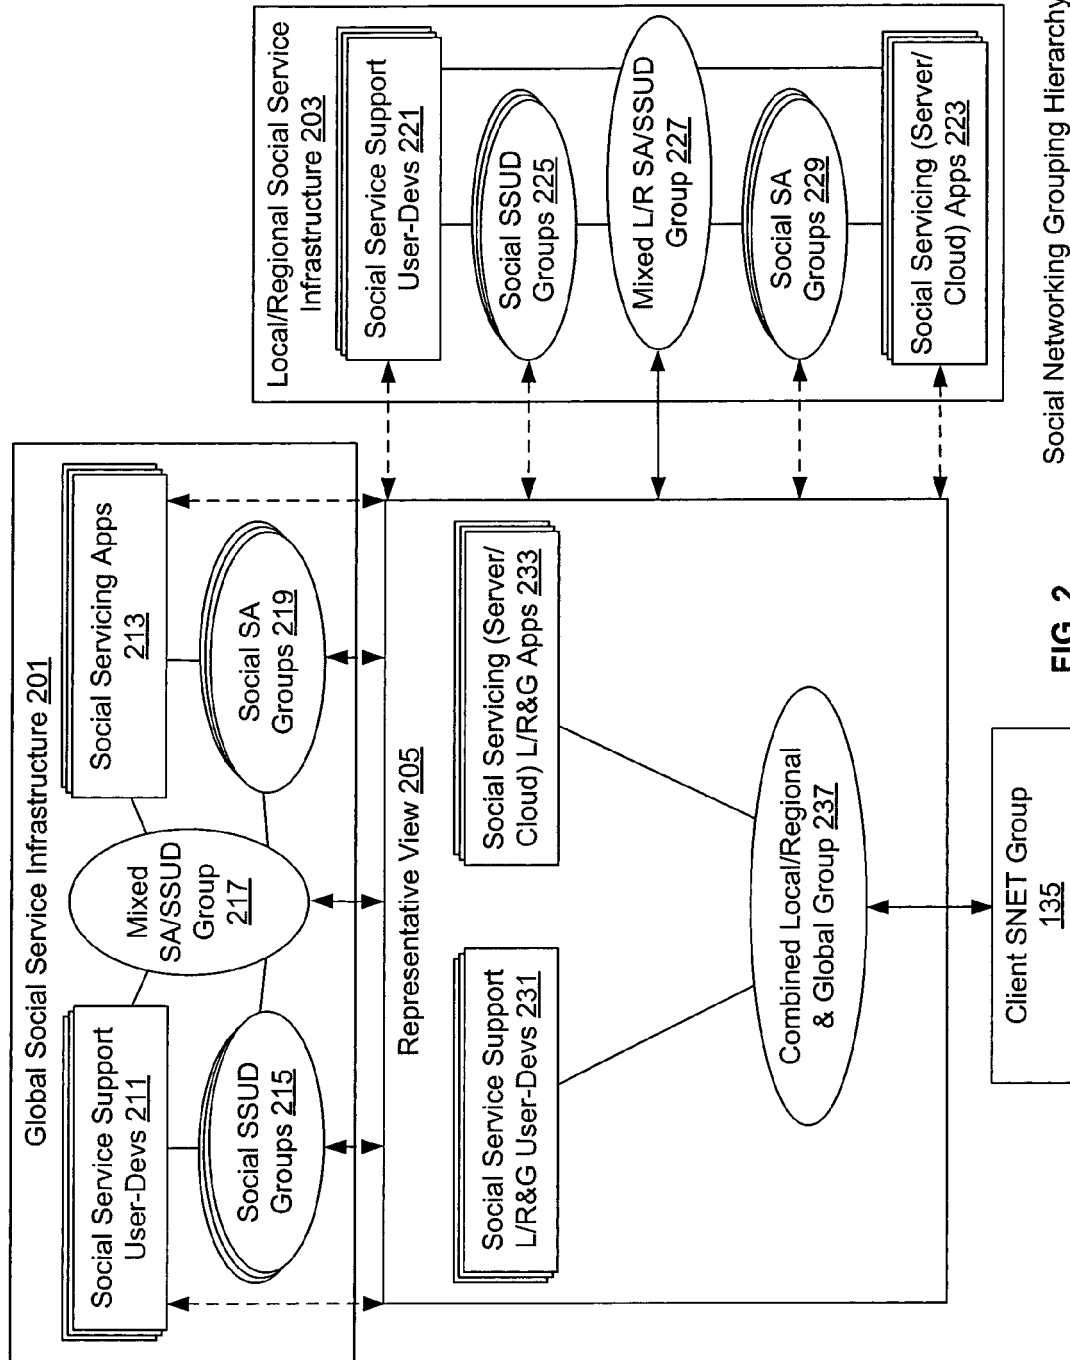 Global Social Service Infrastructure 201
Social Service Support
User-Devs 211
Mixed
SA/SSUD
Group
217
Social Servicing Apps
213
Social SSUD
Groups 215
Social SA
Groups 219
Representative View 205
Social Service Support
L/R&G User-Devs 231
Social Servicing (Server/
Cloud) L/R&G Apps 233
Combined Local/Regional
& Global Group 237
Client SNET Group
135
Local/Regional Social Service
Infrastructure 203
Social Service Support
User-Devs 221
Social SSUD
Groups 225
Mixed L/R SA/SSUD
Group 227
Social SA
Groups 229
Social Servicing (Server/
Cloud) Apps 223
Social Networking Grouping Hierarchy
FIG. 2